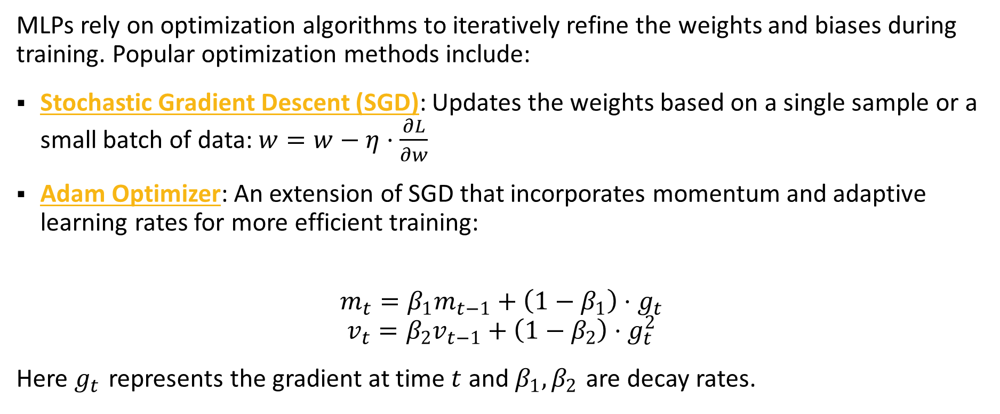 MLPs rely on optimization algorithms to iteratively refine the weights and biases during
training. Popular optimization methods include:
▪ Stochastic Gradient Descent (SGD): Updates the weights based on a single sample or a
small batch of data: $w = w - \eta \cdot \frac{\partial L}{\partial w}$
▪ Adam Optimizer: An extension of SGD that incorporates momentum and adaptive
learning rates for more efficient training:
$m_t = \beta_1 m_{t-1} + (1 - \beta_1) \cdot g_t$
$v_t = \beta_2 v_{t-1} + (1 - \beta_2) \cdot g_t^2$
Here $g_t$ represents the gradient at time $t$ and $\beta_1, \beta_2$ are decay rates.